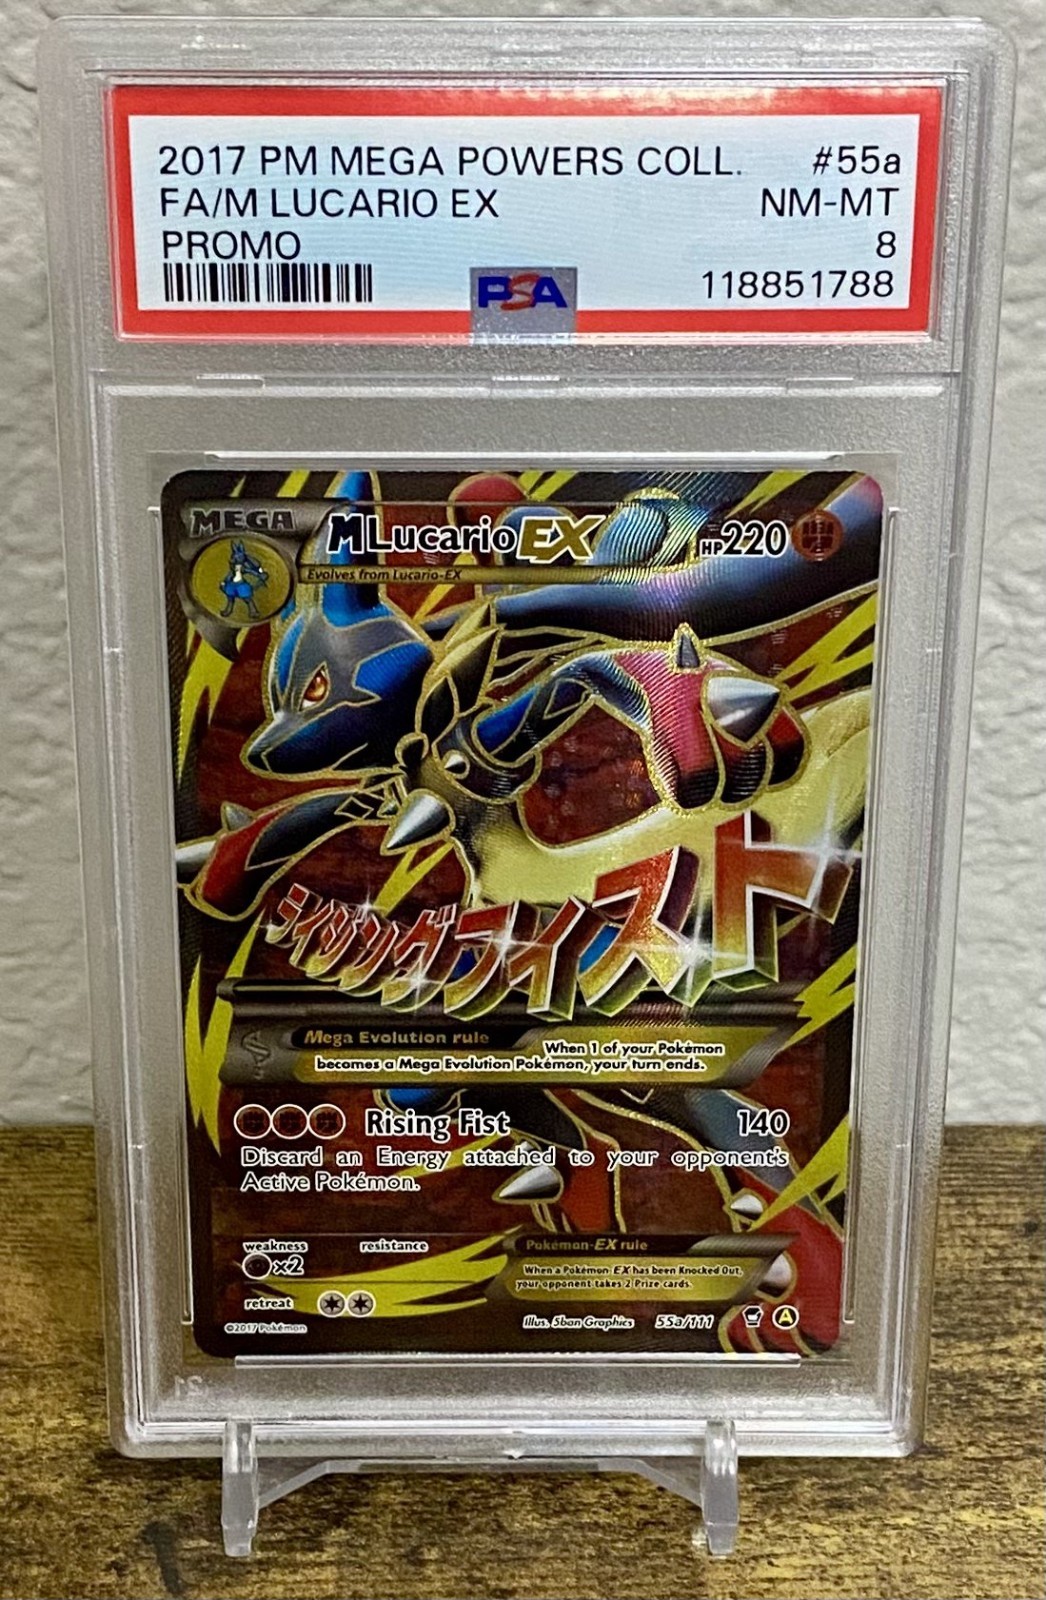 2017 PM MEGA POWERS COLL. #55a
FA/M LUCARIO EX NM-MT
PROMO 8
PSA 118851788
MEGA
M Lucario EX HP220
Evolves from Lucario-EX
ライジングフィスト
Mega Evolution rule
When 1 of your Pokémon
becomes a Mega Evolution Pokémon, your turn ends.
Rising Fist 140
Discard an Energy attached to your opponent's
Active Pokémon.
weakness resistance
x2
Pokémon-EX rule
When a Pokémon-EX has been Knocked Out,
your opponent takes 2 Prize cards.
retreat
©2017 Pokémon
Illus. 5ban Graphics 55a/111 A